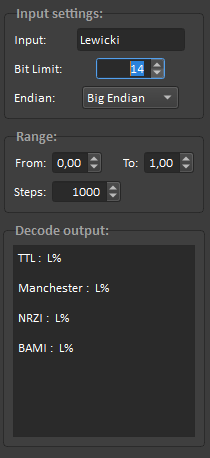 Input settings:
Input: Lewicki
Bit Limit: 14
Endian: Big Endian
Range:
From: 0,00 To: 1,00
Steps: 1000
Decode output:
TTL : L%
Manchester : L%
NRZI : L%
BAMI : L%